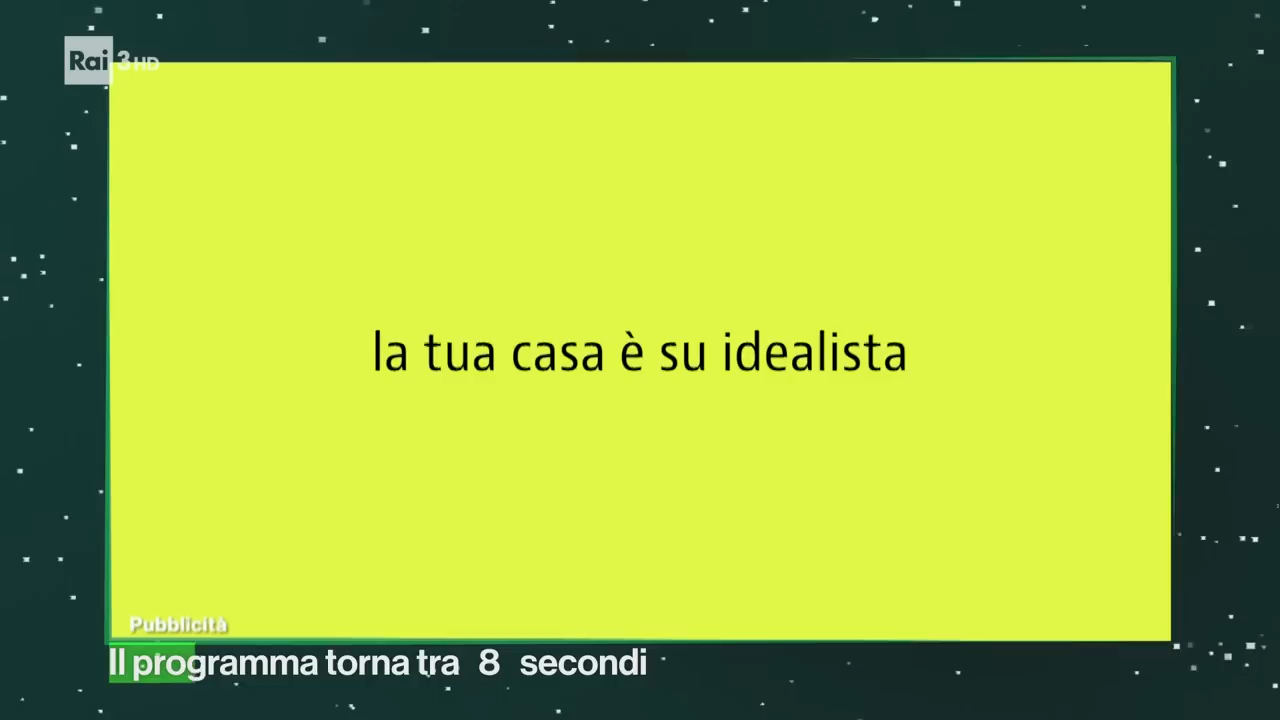 Rai 3 HD
la tua casa è su idealista
Pubblicità
Il programma torna tra 8 secondi